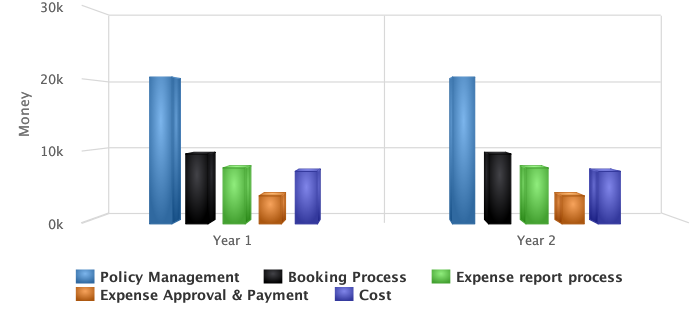 30k
20k
10k
0k
Money
Year 1 Year 2
Policy Management Booking Process Expense report process
Expense Approval & Payment Cost